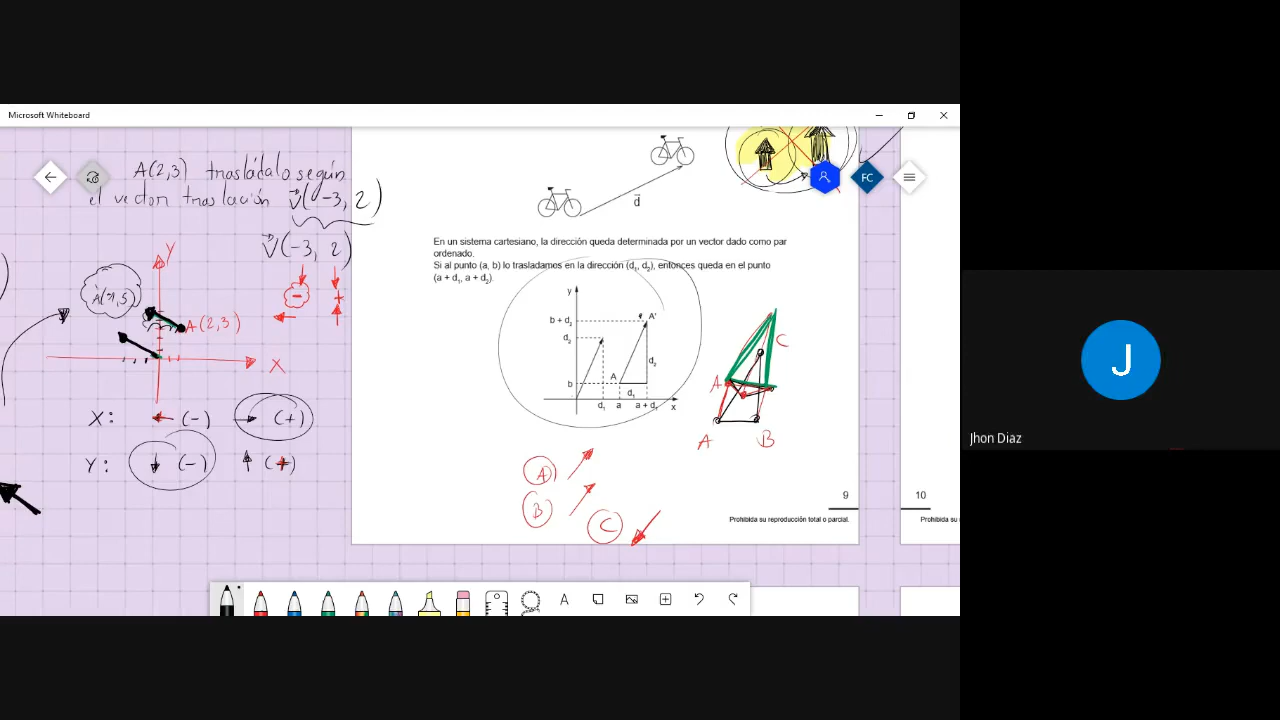 Microsoft Whiteboard
A(2,3) trasládalo según
el vector traslación v(-3, 2)
v(-3, 2)
- +
Y
A(2,3)
X
X: ← (-) → (+)
Y: ↓ (-) ↑ (+)
d
FC
En un sistema cartesiano, la dirección queda determinada por un vector dado como par
ordenado.
Si al punto (a, b) lo trasladamos en la dirección (d₁, d₂), entonces queda en el punto
(a + d₁, a + d₂).
y
b + d₂
A'
d₂
d₂
b
A
d₁
d₁ a a + d₁ x
C
A
A B
A
B
C
9
10
Prohibida su reproducción total o parcial.
Prohibida su
A
J
Jhon Diaz